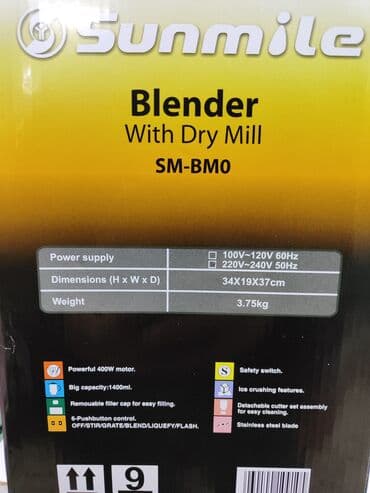 Sunmile
Blender
With Dry Mill
SM-BM0
Power supply
100V~120V 60Hz
220V~240V 50Hz
Dimensions (H x W x D)
34X19X37cm
Weight
3.75kg
Powerful 400W motor.
Big capacity:1400ml.
Remouable filler cap for easy filling.
6-Pushbutton control.
OFF/STIR/GRATE/BLEND/LIQUEFY/FLASH.
S
Safety switch.
Ice crushing features.
Detachable cutter set assembly
for easy cleaning.
Stainless steel blade
9